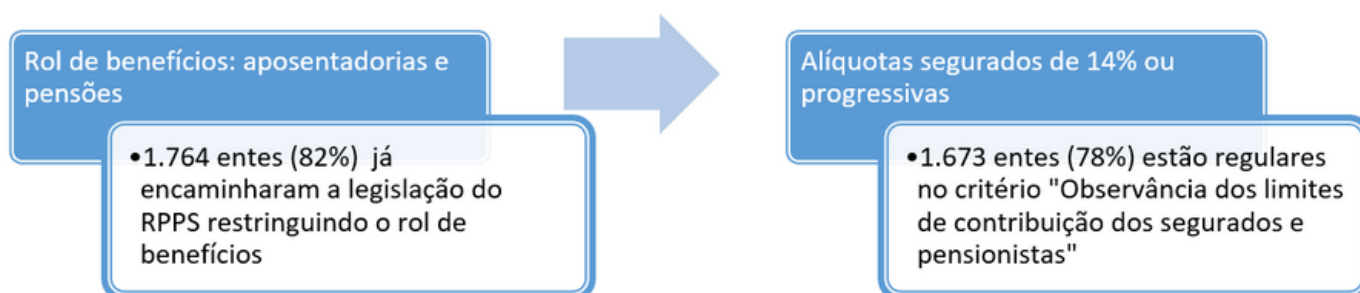 Rol de benefícios: aposentadorias e
pensões
•1.764 entes (82%)  já
encaminharam a legislação do
RPPS restringuindo o rol de
benefícios
Alíquotas segurados de 14% ou
progressivas
•1.673 entes (78%) estão regulares
no critério "Observância dos limites
de contribuição dos segurados e
pensionistas"